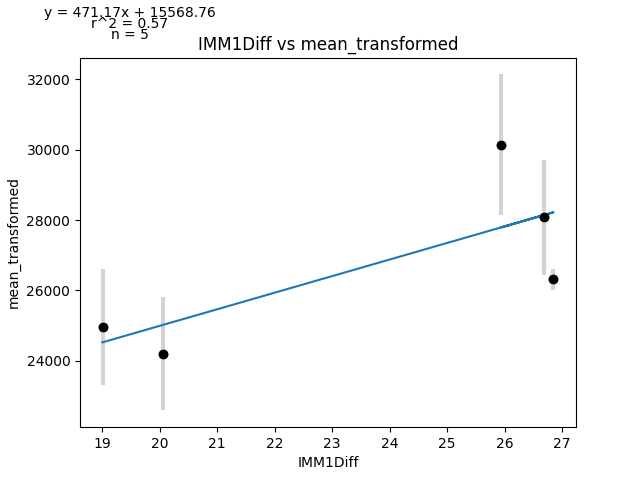 y = 471.17x + 15568.76
r^2 = 0.57
n = 5
IMM1Diff vs mean_transformed
32000
30000
28000
26000
24000
mean_transformed
19 20 21 22 23 24 25 26 27
IMM1Diff